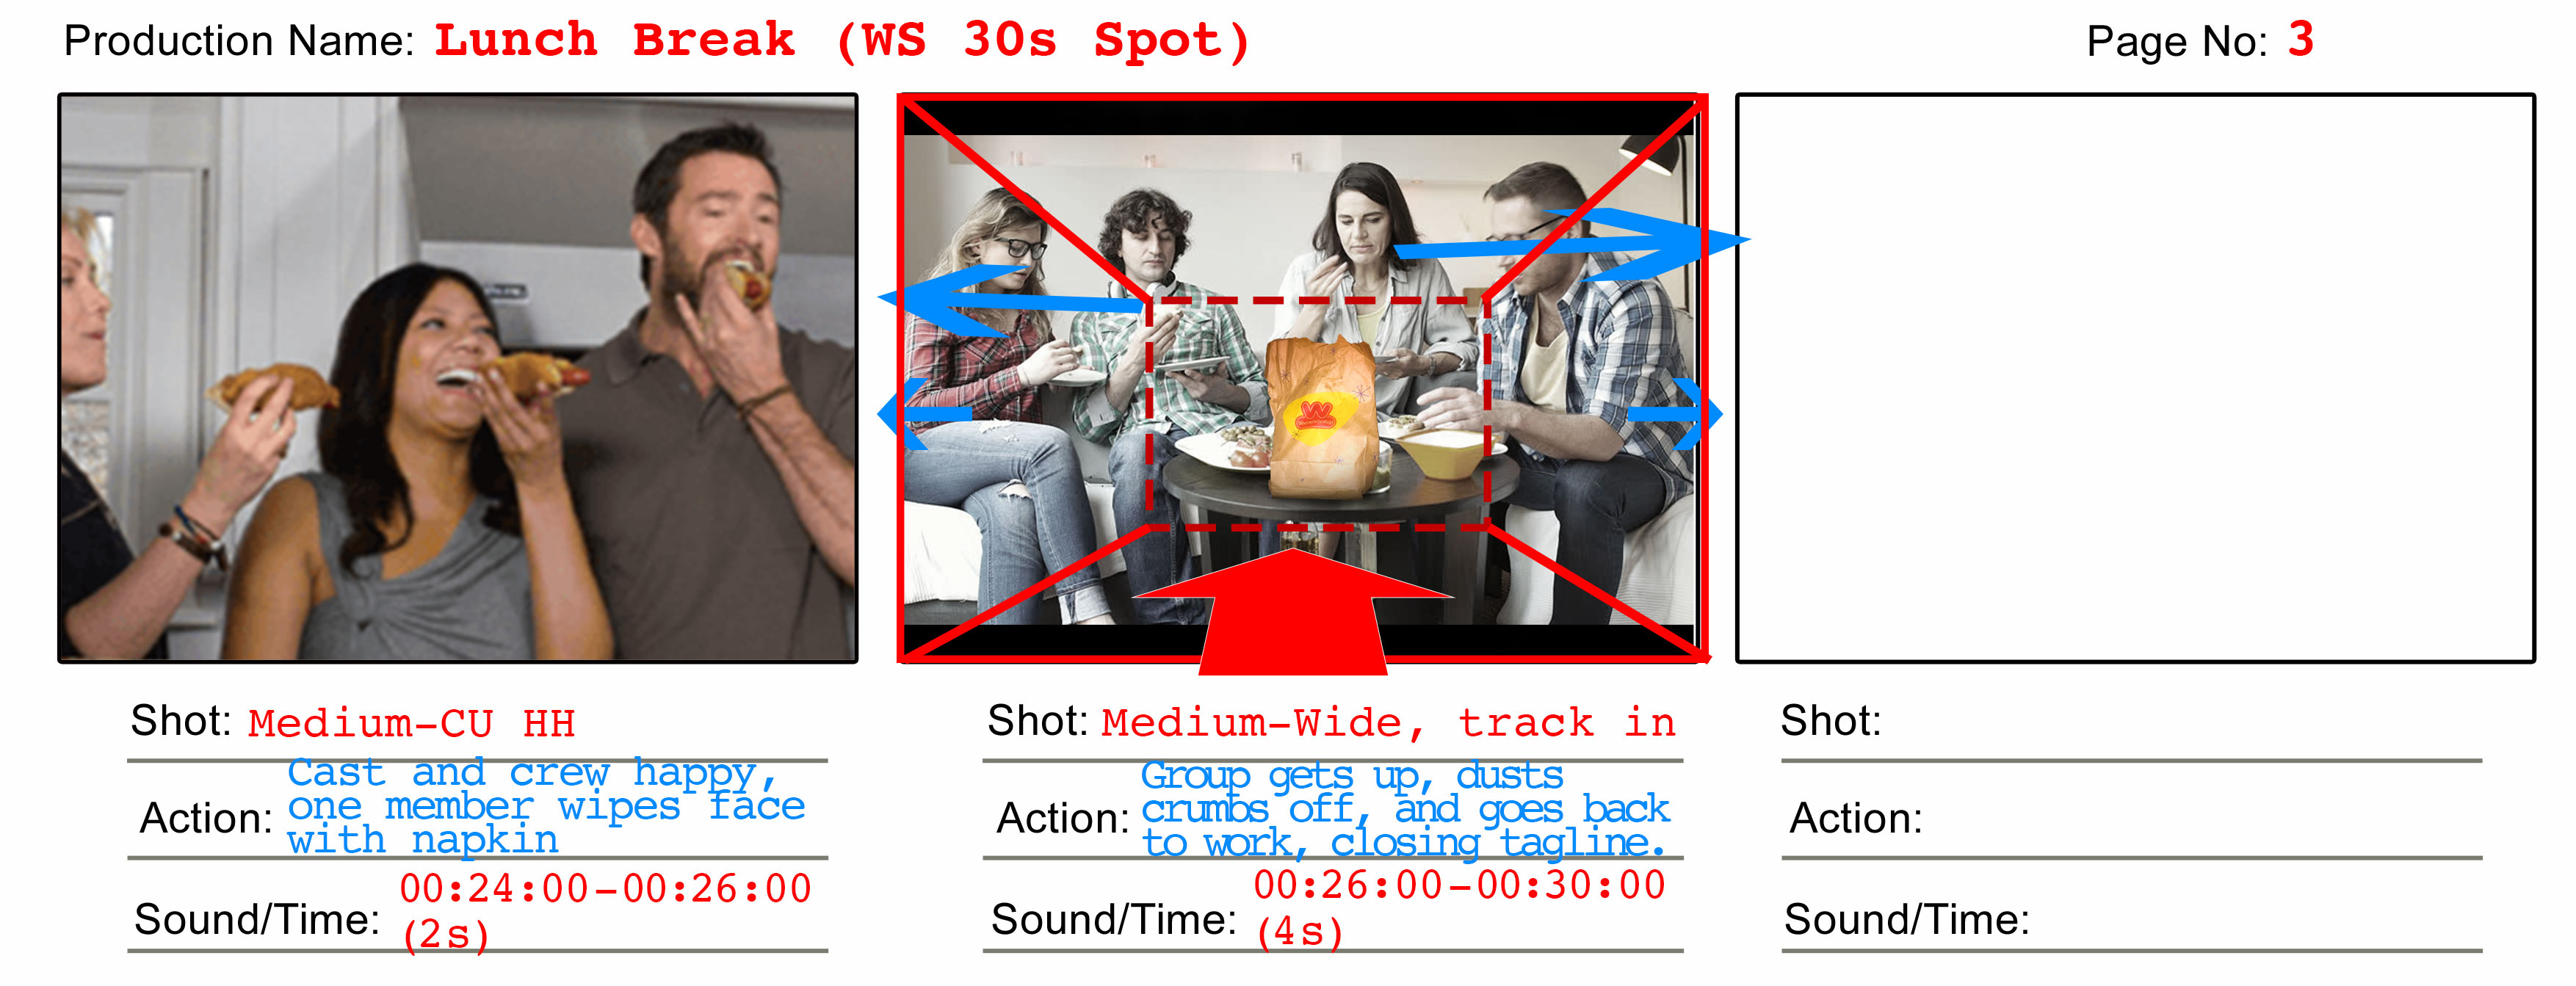 Production Name: Lunch Break (WS 30s Spot)
Page No: 3
W
Shot: Medium-CU HH
Action: Cast and crew happy,
one member wipes face
with napkin
Sound/Time: 00:24:00-00:26:00
(2s)
Shot: Medium-Wide, track in
Action: Group gets up, dusts
crumbs off, and goes back
to work, closing tagline.
Sound/Time: 00:26:00-00:30:00
(4s)
Shot:
Action:
Sound/Time: